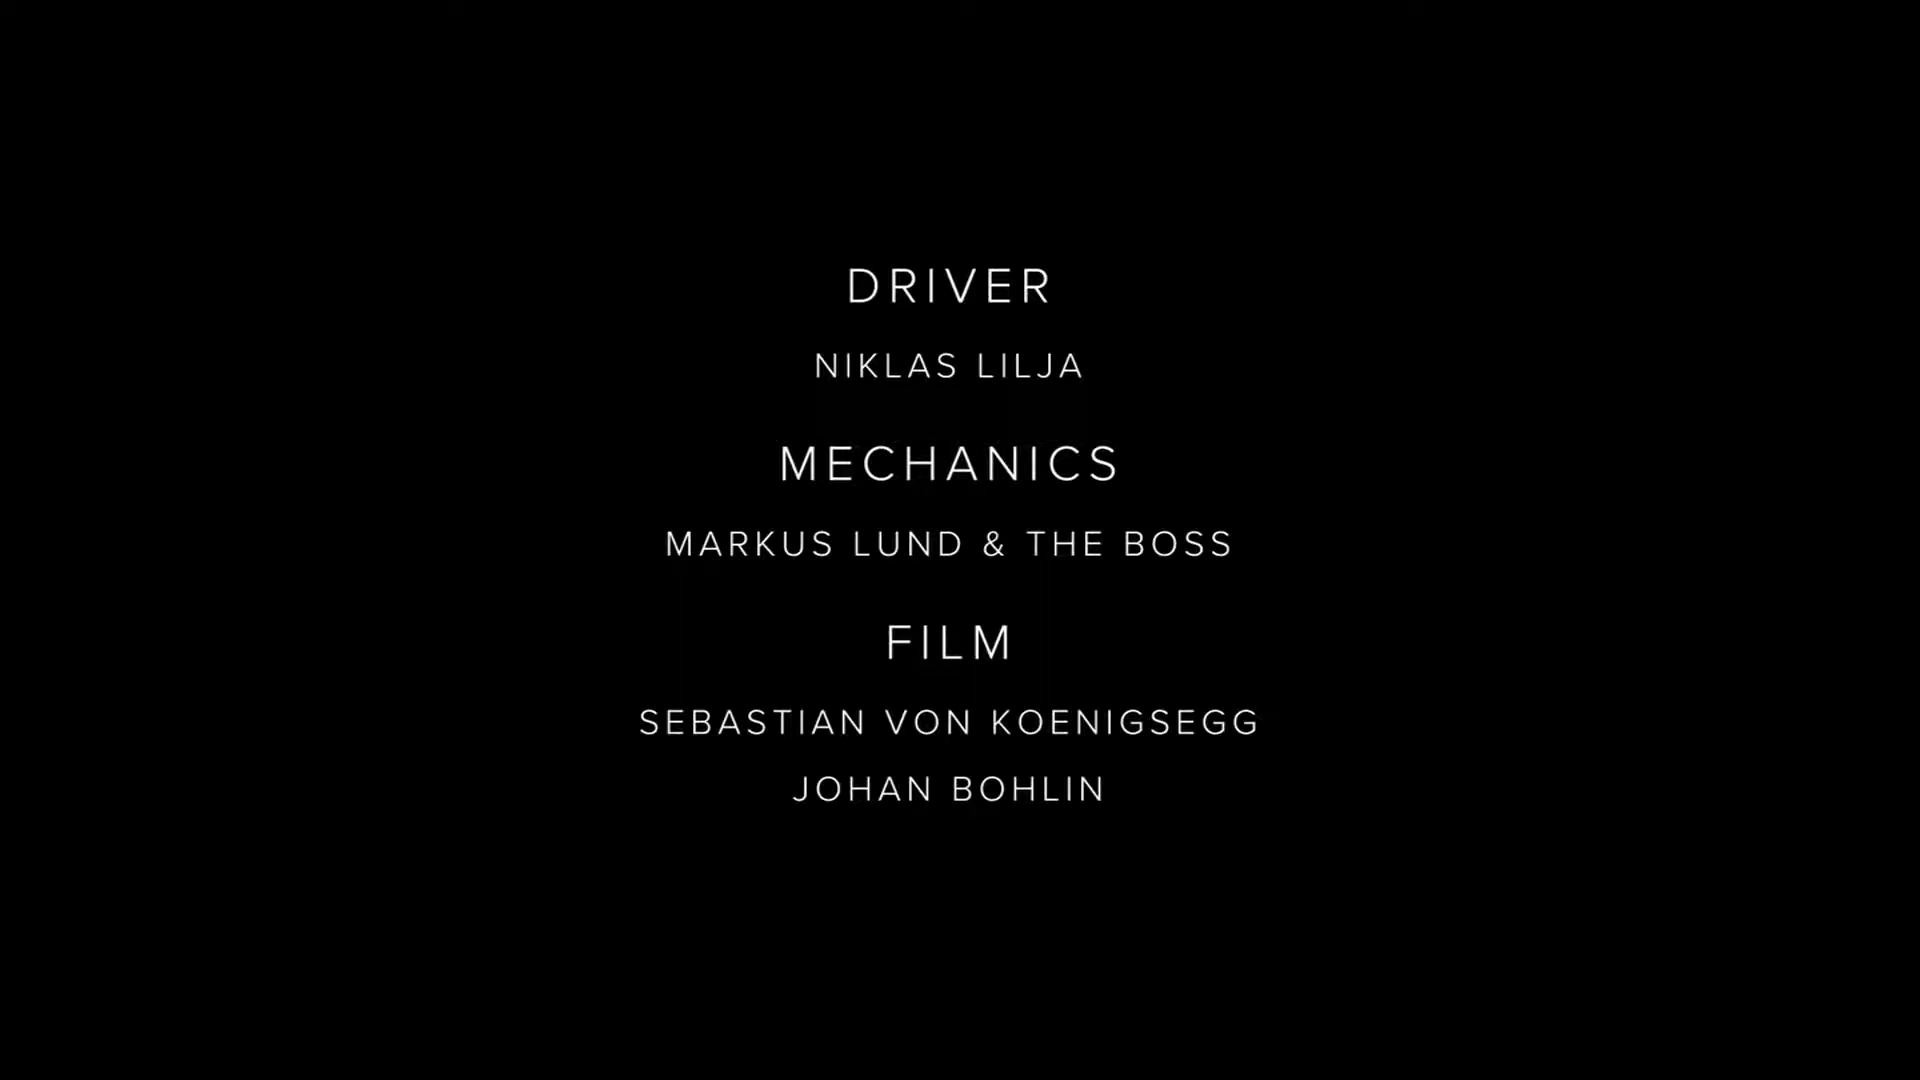 DRIVER
NIKLAS LILJA
MECHANICS
MARKUS LUND & THE BOSS
FILM
SEBASTIAN VON KOENIGSEGG
JOHAN BOHLIN